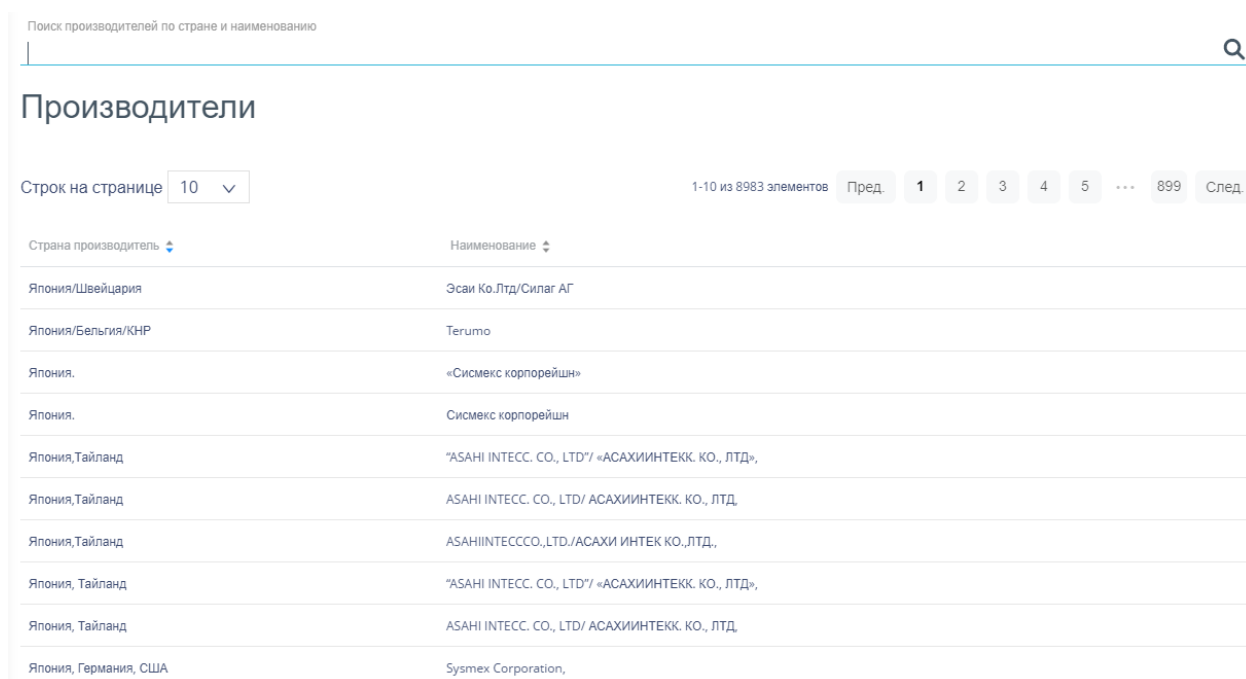 Поиск производителей по стране и наименованию
Производители
Строк на странице 10 1-10 из 8983 элементов Пред. 1 2 3 4 5 ... 899 След.
Страна производитель Наименование
Япония/Швейцария Эсаи Ко.Лтд/Силаг АГ
Япония/Бельгия/КНР Terumo
Япония. «Сисмекс корпорейшн»
Япония. Сисмекс корпорейшн
Япония,Тайланд "ASAHI INTECC. CO., LTD"/ «АСАХИИНТЕКК. КО., ЛТД»,
Япония,Тайланд ASAHI INTECC. CO., LTD/ АСАХИИНТЕКК. КО., ЛТД,
Япония,Тайланд ASAHIINTECCCO.,LTD./АСАХИ ИНТЕК КО.,ЛТД.,
Япония, Тайланд "ASAHI INTECC. CO., LTD"/ «АСАХИИНТЕКК. КО., ЛТД»,
Япония, Тайланд ASAHI INTECC. CO., LTD/ АСАХИИНТЕКК. КО., ЛТД,
Япония, Германия, США Sysmex Corporation,